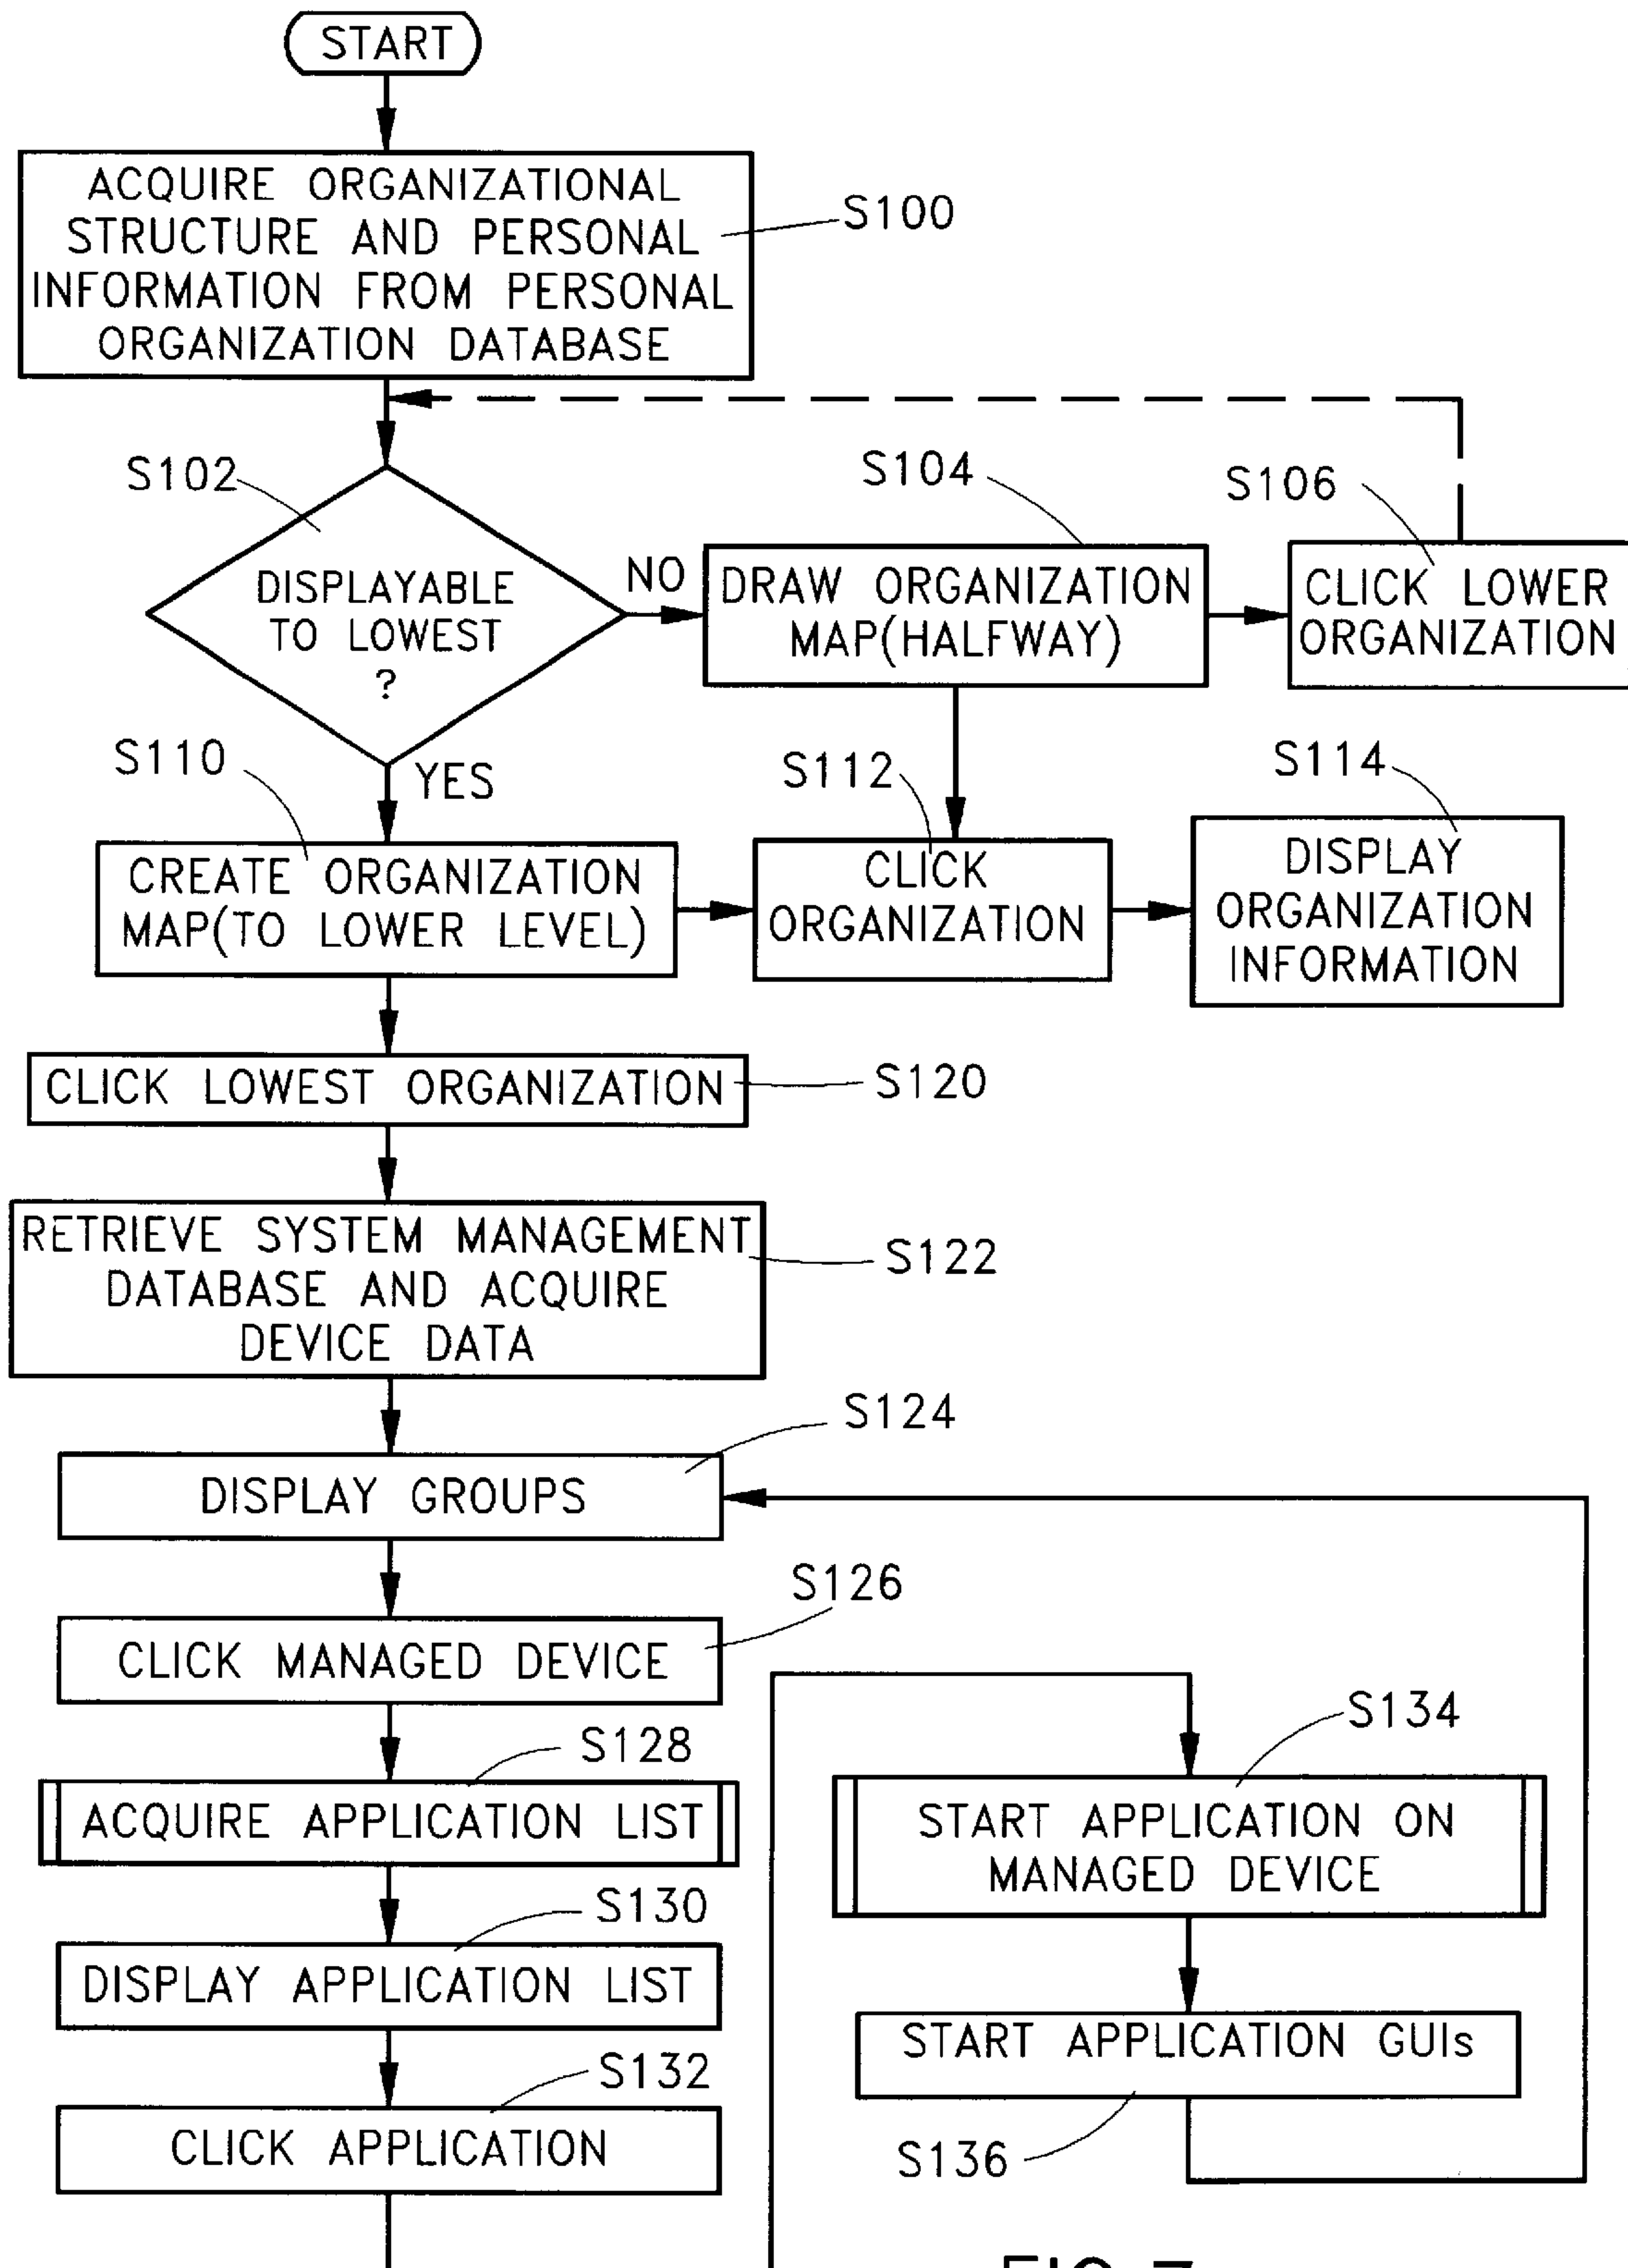 START
ACQUIRE ORGANIZATIONAL
STRUCTURE AND PERSONAL
INFORMATION FROM PERSONAL
ORGANIZATION DATABASE
S100
S102
DISPLAYABLE
TO LOWEST
?
NO
S104
DRAW ORGANIZATION
MAP(HALFWAY)
S106
CLICK LOWER
ORGANIZATION
YES
S110
CREATE ORGANIZATION
MAP(TO LOWER LEVEL)
S112
CLICK
ORGANIZATION
S114
DISPLAY
ORGANIZATION
INFORMATION
CLICK LOWEST ORGANIZATION
S120
RETRIEVE SYSTEM MANAGEMENT
DATABASE AND ACQUIRE
DEVICE DATA
S122
S124
DISPLAY GROUPS
S126
CLICK MANAGED DEVICE
S128
ACQUIRE APPLICATION LIST
S130
DISPLAY APPLICATION LIST
S132
CLICK APPLICATION
S134
START APPLICATION ON
MANAGED DEVICE
START APPLICATION GUIs
S136